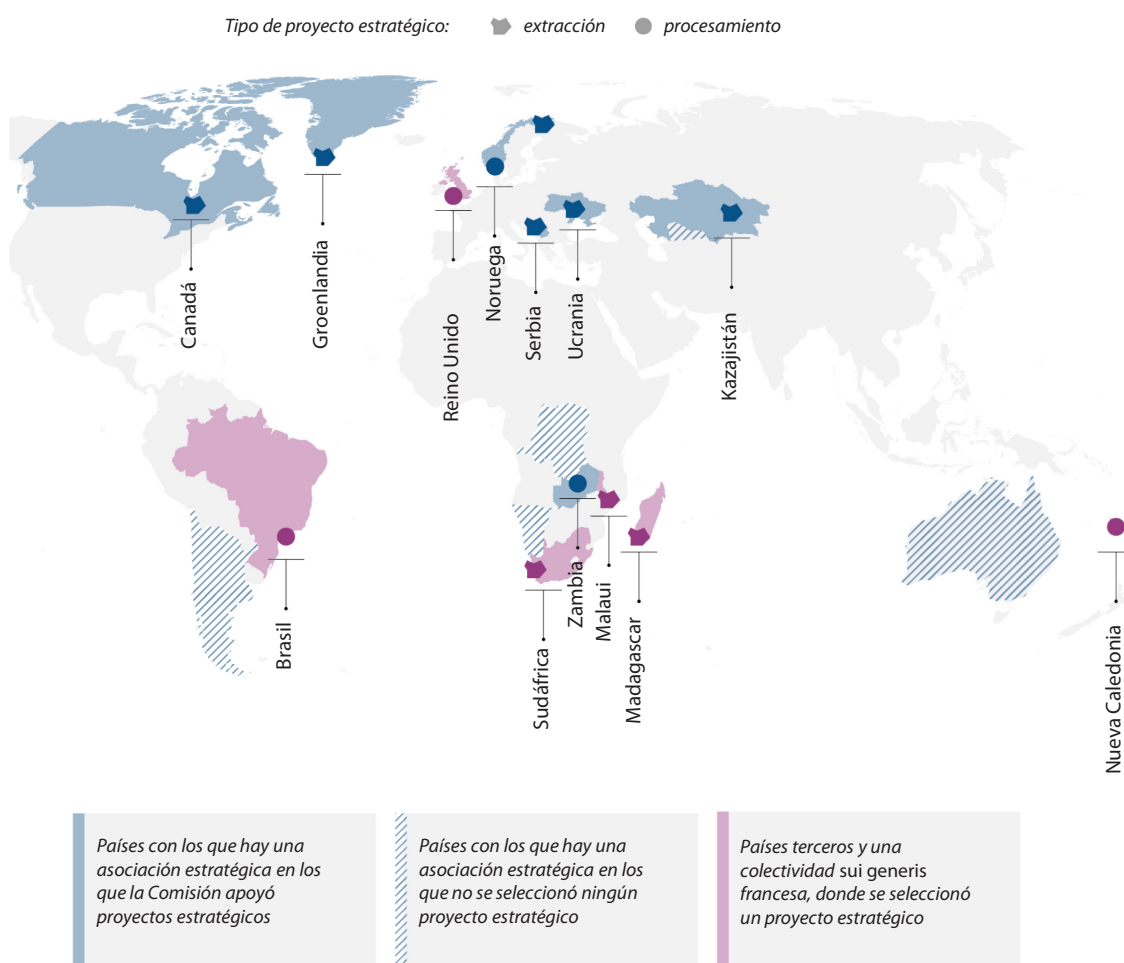 Tipo de proyecto estratégico: extracción procesamiento
Canadá
Groenlandia
Reino Unido
Noruega
Serbia
Ucrania
Kazajistán
Brasil
Sudáfrica
Zambia
Malaui
Madagascar
Nueva Caledonia
Países con los que hay una
asociación estratégica en los
que la Comisión apoyó
proyectos estratégicos
Países con los que hay una
asociación estratégica en los
que no se seleccionó ningún
proyecto estratégico
Países terceros y una
colectividad sui generis
francesa, donde se seleccionó
un proyecto estratégico